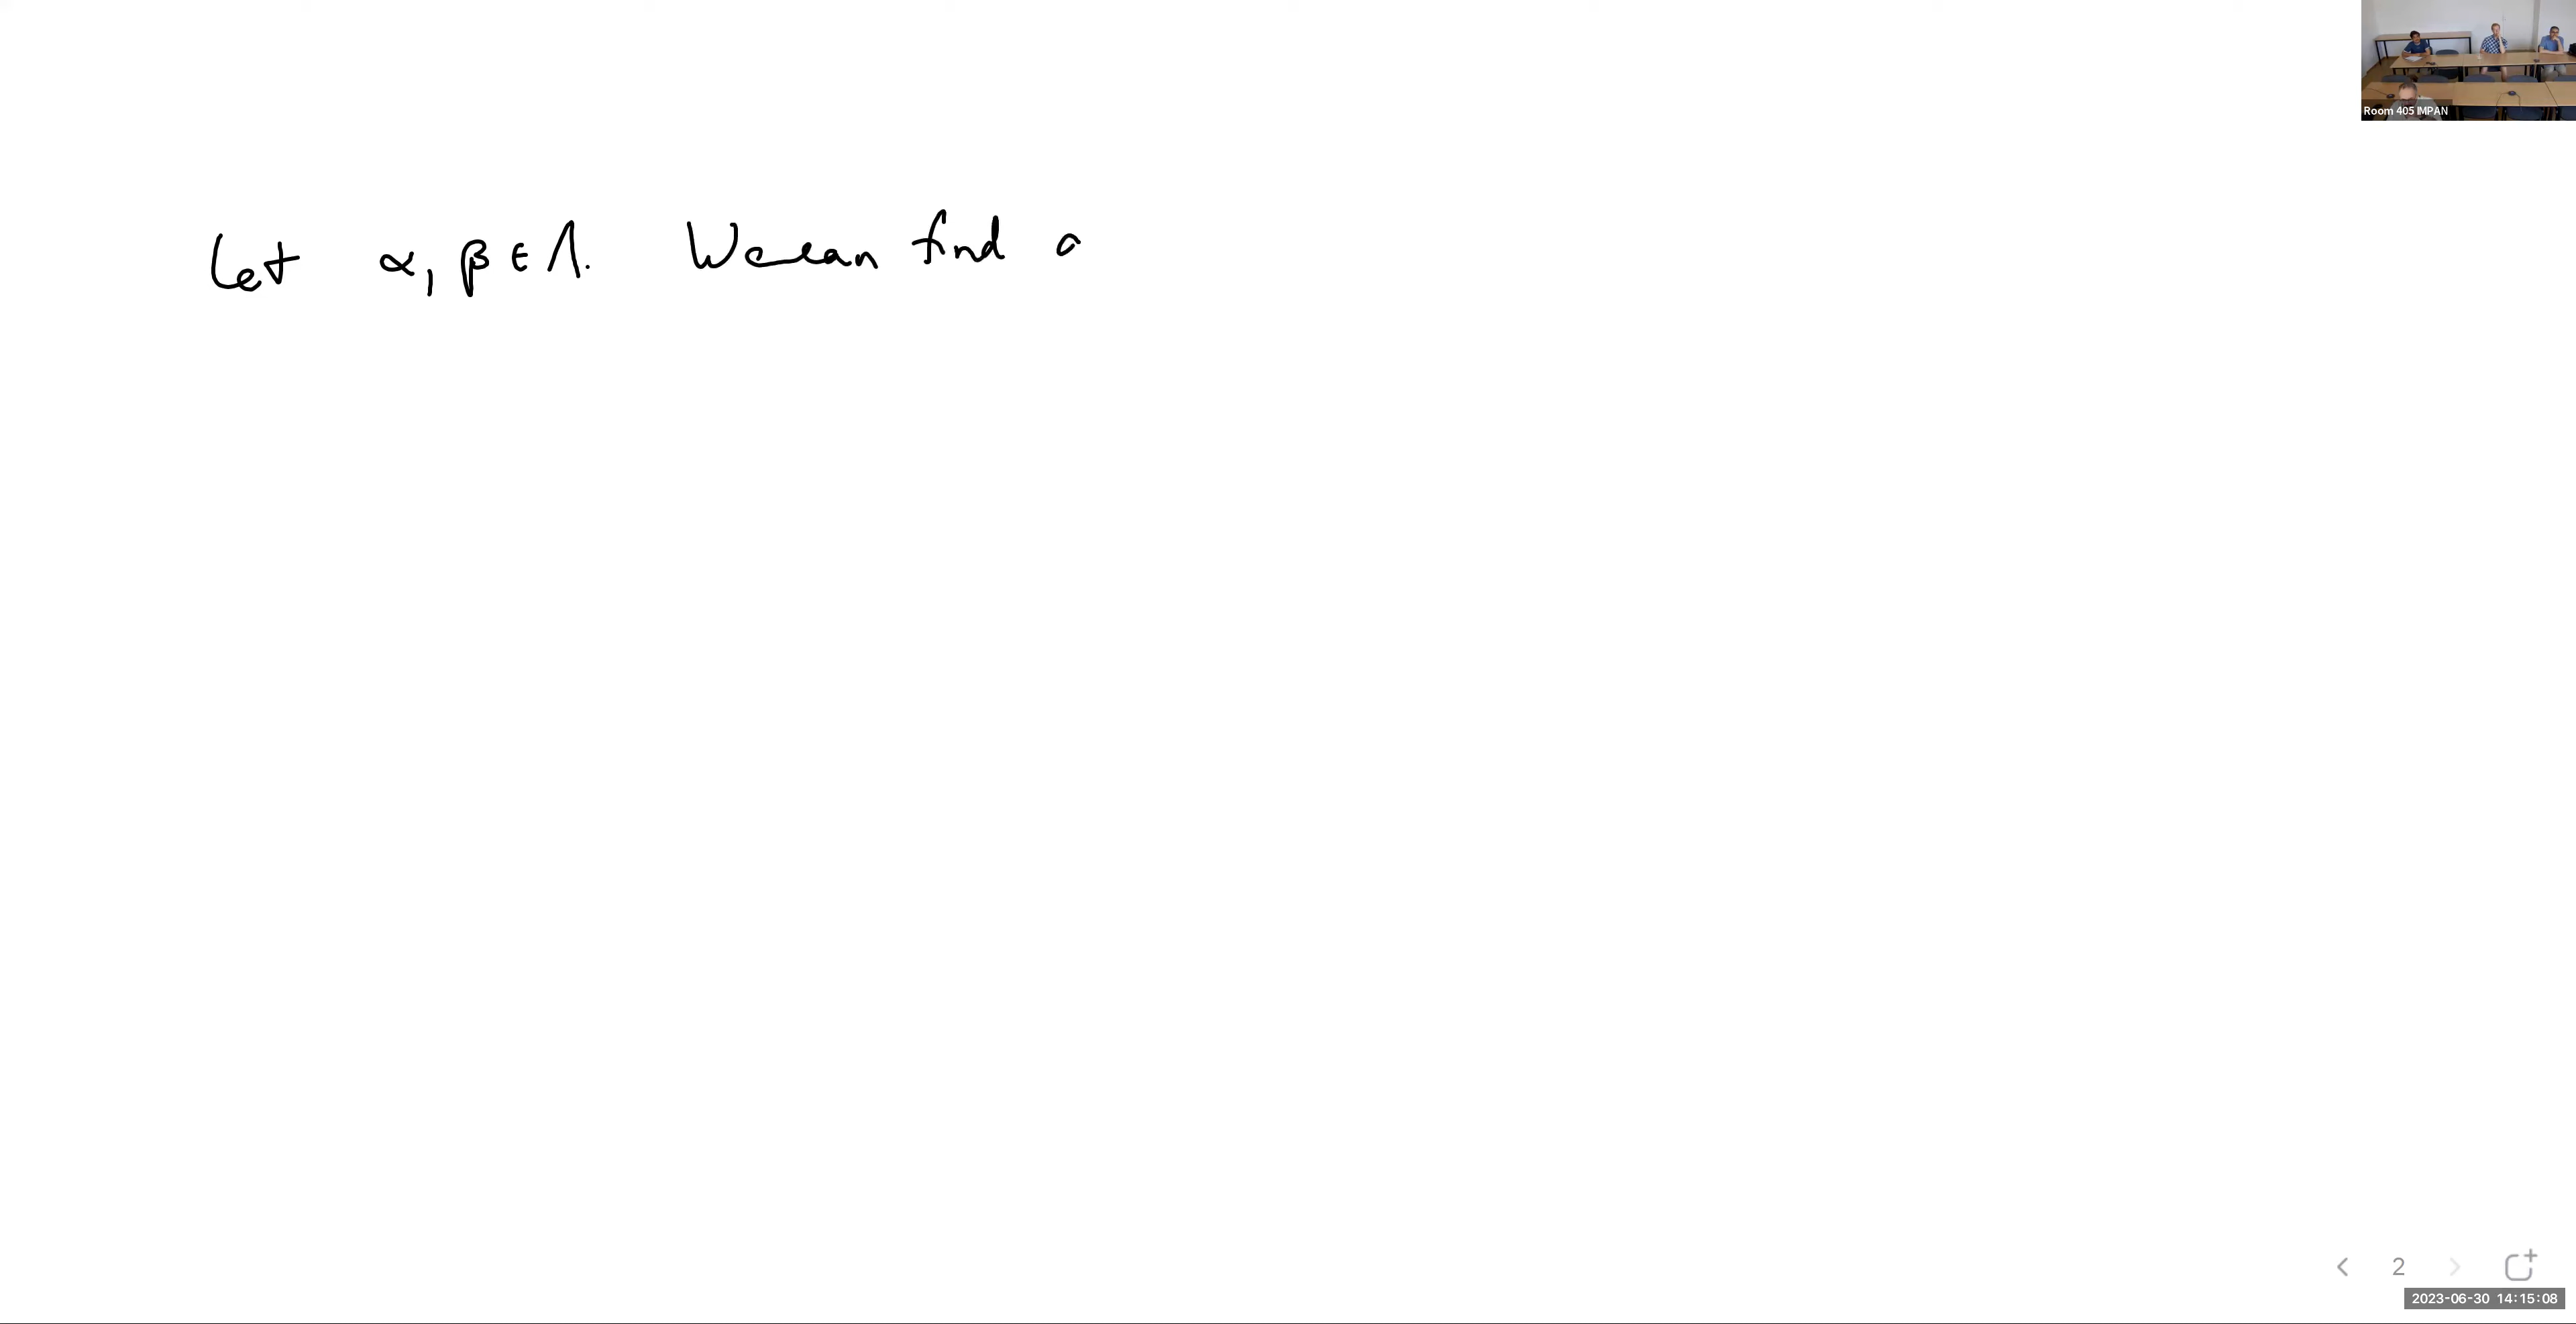 Room 405 IMPAN
Let α, β ∈ Λ. We can find a
2
2023-06-30 14:15:08